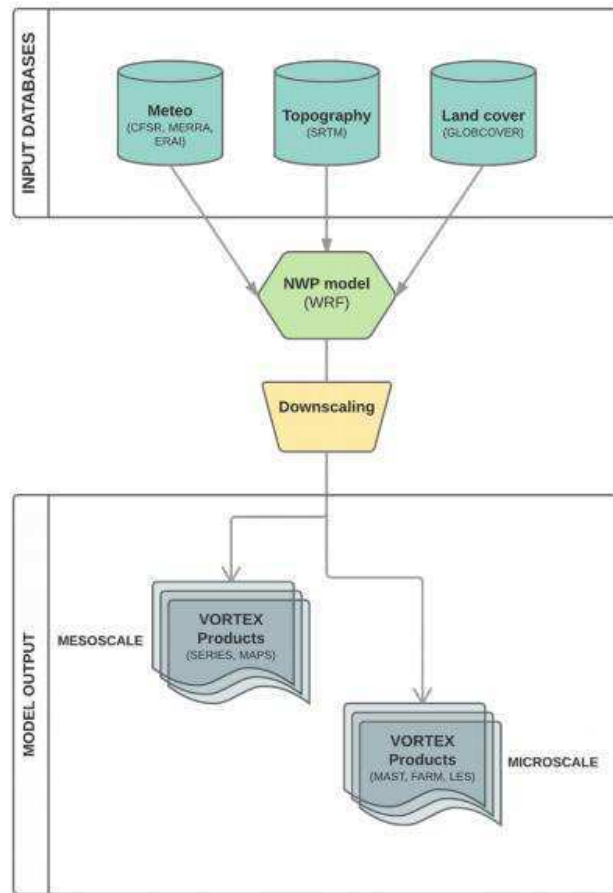 INPUT DATABASES
Meteo
(CFSR, MERRA,
ERAI)
Topography
(SRTM)
Land cover
(GLOBCOVER)
NWP model
(WRF)
Downscaling
MODEL OUTPUT
MESOSCALE
VORTEX
Products
(SERIES, MAPS)
VORTEX
Products
(MAST, FARM, LES)
MICROSCALE